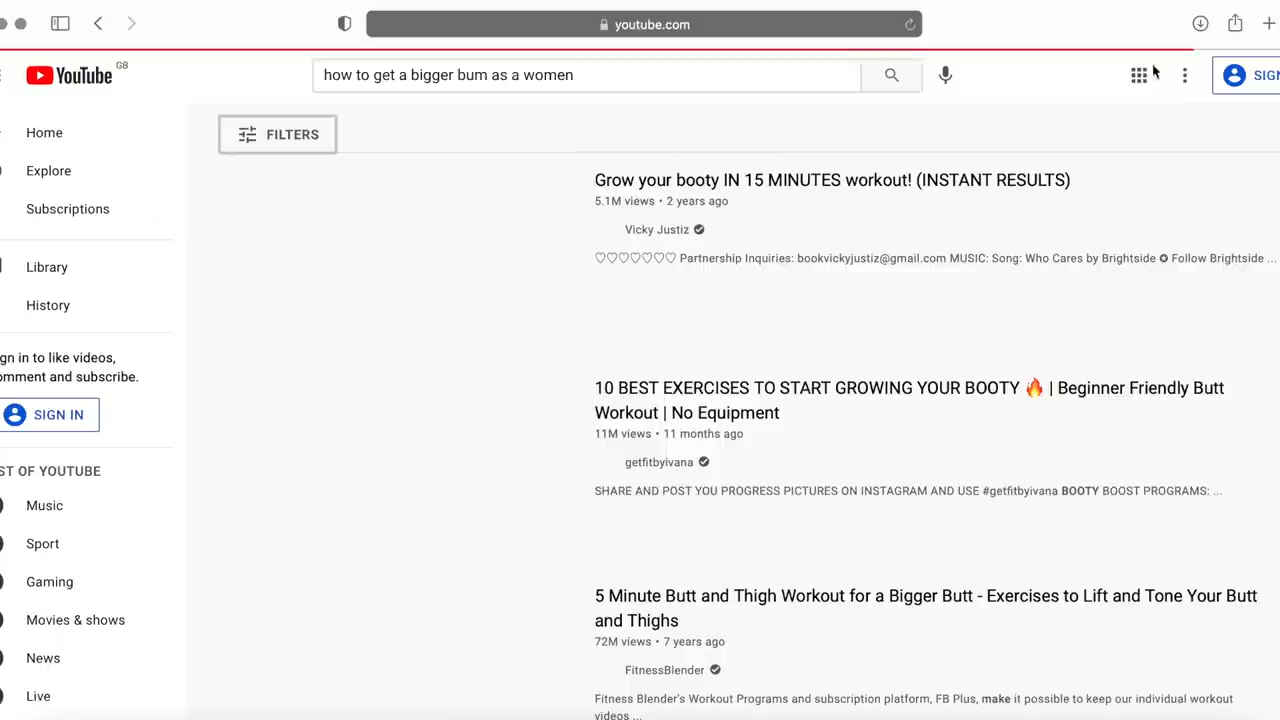 youtube.com
YouTube GB
how to get a bigger bum as a women
SIGN
Home
Explore
Subscriptions
Library
History
gn in to like videos,
omment and subscribe.
SIGN IN
ST OF YOUTUBE
Music
Sport
Gaming
Movies & shows
News
Live
FILTERS
Grow your booty IN 15 MINUTES workout! (INSTANT RESULTS)
5.1M views • 2 years ago
Vicky Justiz
♡♡♡♡♡♡♡ Partnership Inquiries: bookvickyjustiz@gmail.com MUSIC: Song: Who Cares by Brightside ✪ Follow Brightside ...
10 BEST EXERCISES TO START GROWING YOUR BOOTY 🔥 | Beginner Friendly Butt
Workout | No Equipment
11M views • 11 months ago
getfitbyivana
SHARE AND POST YOU PROGRESS PICTURES ON INSTAGRAM AND USE #getfitbyivana BOOTY BOOST PROGRAMS: ...
5 Minute Butt and Thigh Workout for a Bigger Butt - Exercises to Lift and Tone Your Butt
and Thighs
72M views • 7 years ago
FitnessBlender
Fitness Blender's Workout Programs and subscription platform, FB Plus, make it possible to keep our individual workout
videos ...